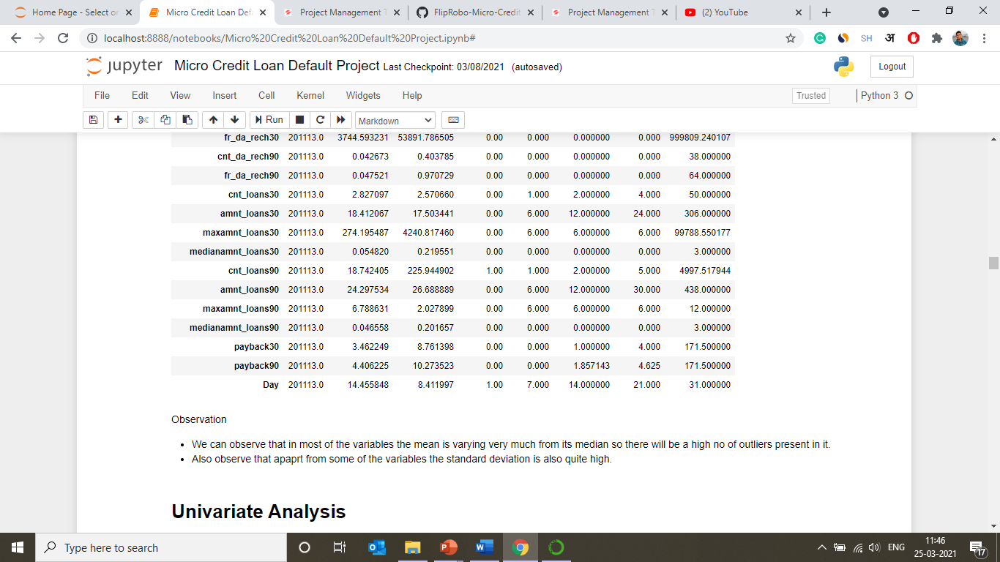 Home Page - Select or
Micro Credit Loan Defa
Project Management T
FlipRobo-Micro-Credit
Project Management T
(2) YouTube
localhost:8888/notebooks/Micro%20Credit%20Loan%20Default%20Project.ipynb#
SH
अ
jupyter Micro Credit Loan Default Project Last Checkpoint: 03/08/2021 (autosaved)
Logout
File Edit View Insert Cell Kernel Widgets Help
Trusted
Python 3
Run
Markdown
fr_da_rech30 201113.0 3744.593231 53891.786505 0.00 0.000 0.000000 0.000 999809.240107
cnt_da_rech90 201113.0 0.042673 0.403785 0.00 0.000 0.000000 0.000 38.000000
fr_da_rech90 201113.0 0.047521 0.970729 0.00 0.000 0.000000 0.000 64.000000
cnt_loans30 201113.0 2.827097 2.570660 0.00 1.000 2.000000 4.000 50.000000
amnt_loans30 201113.0 18.412067 17.503441 0.00 6.000 12.000000 24.000 306.000000
maxamnt_loans30 201113.0 274.195487 4240.817460 0.00 6.000 6.000000 6.000 99788.550177
medianamnt_loans30 201113.0 0.054820 0.219551 0.00 0.000 0.000000 0.000 3.000000
cnt_loans90 201113.0 18.742405 225.944902 1.00 1.000 2.000000 5.000 4997.517944
amnt_loans90 201113.0 24.297534 26.688889 0.00 6.000 12.000000 30.000 438.000000
maxamnt_loans90 201113.0 6.788631 2.027899 0.00 6.000 6.000000 6.000 12.000000
medianamnt_loans90 201113.0 0.046558 0.201657 0.00 0.000 0.000000 0.000 3.000000
payback30 201113.0 3.462249 8.761398 0.00 0.000 1.000000 4.000 171.500000
payback90 201113.0 4.406225 10.273523 0.00 0.000 1.857143 4.625 171.500000
Day 201113.0 14.455848 8.411997 1.00 7.000 14.000000 21.000 31.000000
Observation
We can observe that in most of the variables the mean is varying very much from its median so there will be a high no of outliers present in it.
Also observe that apaprt from some of the variables the standard deviation is also quite high.
Univariate Analysis
Type here to search
ENG
11:46
25-03-2021
17